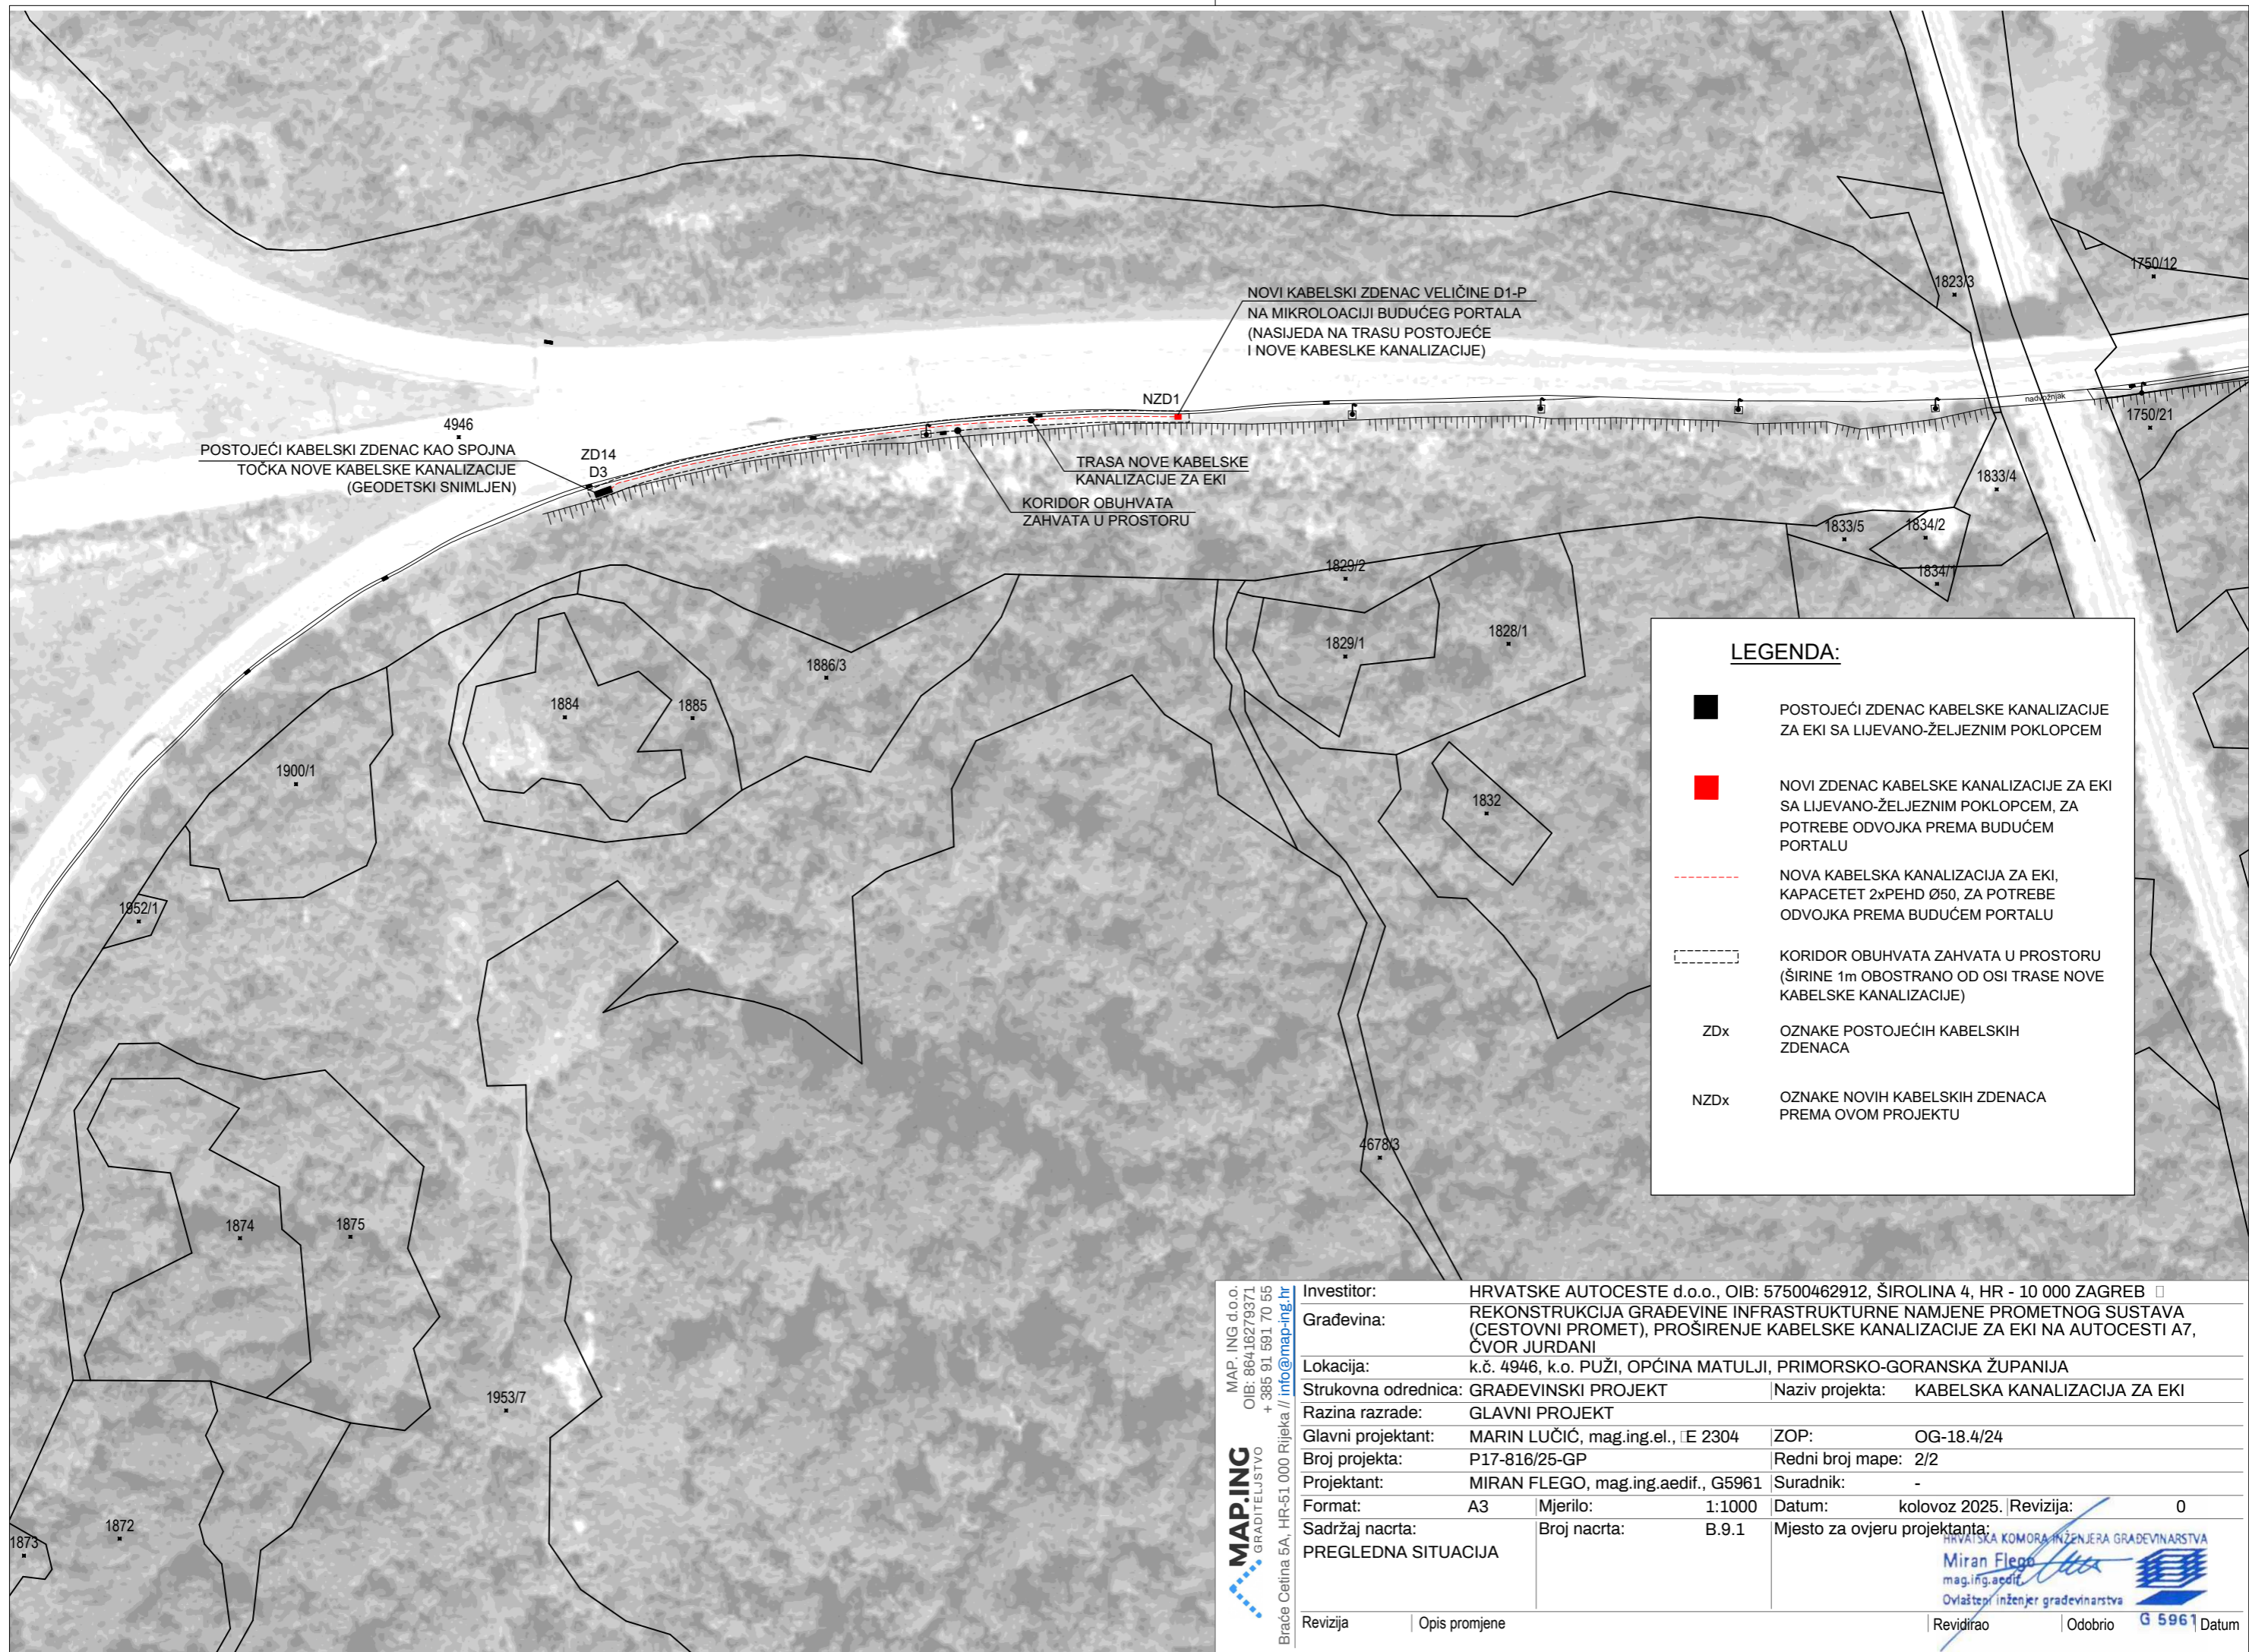 1750/12
1823/3
NOVI KABELSKI ZDENAC VELIČINE D1-P
NA MIKROLOACIJI BUDUĆEG PORTALA
(NASIJEDA NA TRASU POSTOJEĆE
I NOVE KABESLKE KANALIZACIJE)
NZD1
nadvožnjak
1750/21
4946
POSTOJEĆI KABELSKI ZDENAC KAO SPOJNA
TOČKA NOVE KABELSKE KANALIZACIJE
(GEODETSKI SNIMLJEN)
ZD14
D3
TRASA NOVE KABELSKE
KANALIZACIJE ZA EKI
KORIDOR OBUHVATA
ZAHVATA U PROSTORU
1833/4
1833/5
1834/2
1834/1
1829/2
1829/1
1828/1
1886/3
1884
1885
1900/1
1832
1952/1
4678/3
1874
1875
1953/7
1872
1873
LEGENDA:
POSTOJEĆI ZDENAC KABELSKE KANALIZACIJE
ZA EKI SA LIJEVANO-ŽELJEZNIM POKLOPCEM
NOVI ZDENAC KABELSKE KANALIZACIJE ZA EKI
SA LIJEVANO-ŽELJEZNIM POKLOPCEM, ZA
POTREBE ODVOJKA PREMA BUDUĆEM
PORTALU
NOVA KABELSKA KANALIZACIJA ZA EKI,
KAPACETET 2xPEHD Ø50, ZA POTREBE
ODVOJKA PREMA BUDUĆEM PORTALU
KORIDOR OBUHVATA ZAHVATA U PROSTORU
(ŠIRINE 1m OBOSTRANO OD OSI TRASE NOVE
KABELSKE KANALIZACIJE)
ZDx OZNAKE POSTOJEĆIH KABELSKIH
ZDENACA
NZDx OZNAKE NOVIH KABELSKIH ZDENACA
PREMA OVOM PROJEKTU
MAP.ING
GRADITELJSTVO
MAP. ING d.o.o.
OIB: 86416279371
+ 385 91 591 70 55
Braće Cetina 5A, HR-51 000 Rijeka // info@map-ing.hr
Investitor: HRVATSKE AUTOCESTE d.o.o., OIB: 57500462912, ŠIROLINA 4, HR - 10 000 ZAGREB
Građevina: REKONSTRUKCIJA GRAĐEVINE INFRASTRUKTURNE NAMJENE PROMETNOG SUSTAVA
(CESTOVNI PROMET), PROŠIRENJE KABELSKE KANALIZACIJE ZA EKI NA AUTOCESTI A7,
ČVOR JURDANI
Lokacija: k.č. 4946, k.o. PUŽI, OPĆINA MATULJI, PRIMORSKO-GORANSKA ŽUPANIJA
Strukovna odrednica: GRAĐEVINSKI PROJEKT Naziv projekta: KABELSKA KANALIZACIJA ZA EKI
Razina razrade: GLAVNI PROJEKT
Glavni projektant: MARIN LUČIĆ, mag.ing.el., E 2304 ZOP: OG-18.4/24
Broj projekta: P17-816/25-GP Redni broj mape: 2/2
Projektant: MIRAN FLEGO, mag.ing.aedif., G5961 Suradnik: -
Format: A3 Mjerilo: 1:1000 Datum: kolovoz 2025. Revizija: 0
Sadržaj nacrta: Broj nacrta: B.9.1 Mjesto za ovjeru projektanta:
PREGLEDNA SITUACIJA
HRVATSKA KOMORA INŽENJERA GRAĐEVINARSTVA
Miran Flego
mag.ing.aedif.
Ovlašteni inženjer građevinarstva
G 5961
Revizija Opis promjene Revidirao Odobrio Datum